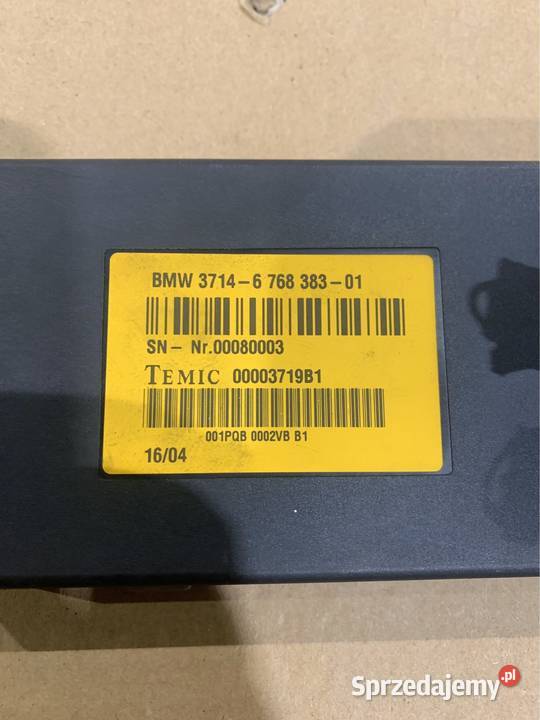 BMW 3714-6 768 383-01
SN- Nr.00080003
TEMIC 00003719B1
001PQB 0002VB B1
16/04
Sprzedajemy.pl